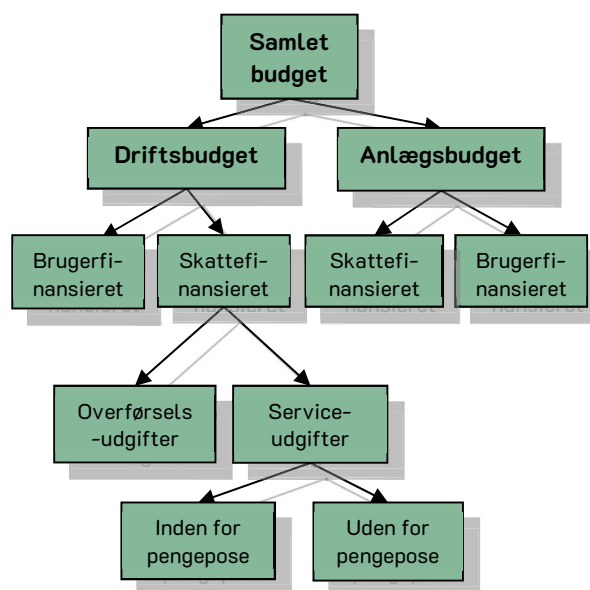 Samlet
budget
Driftsbudget
Anlægsbudget
Brugerfi-
nansieret
Skattefi-
nansieret
Skattefi-
nansieret
Brugerfi-
nansieret
Overførsels
-udgifter
Service-
udgifter
Inden for
pengepose
Uden for
pengepose